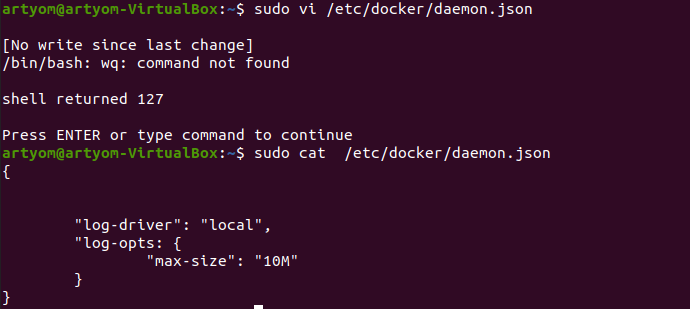 artyom@artyom-VirtualBox:~$ sudo vi /etc/docker/daemon.json
[No write since last change]
/bin/bash: wq: command not found
shell returned 127
Press ENTER or type command to continue
artyom@artyom-VirtualBox:~$ sudo cat  /etc/docker/daemon.json
{
        "log-driver": "local",
        "log-opts: {
                "max-size": "10M"
        }
}